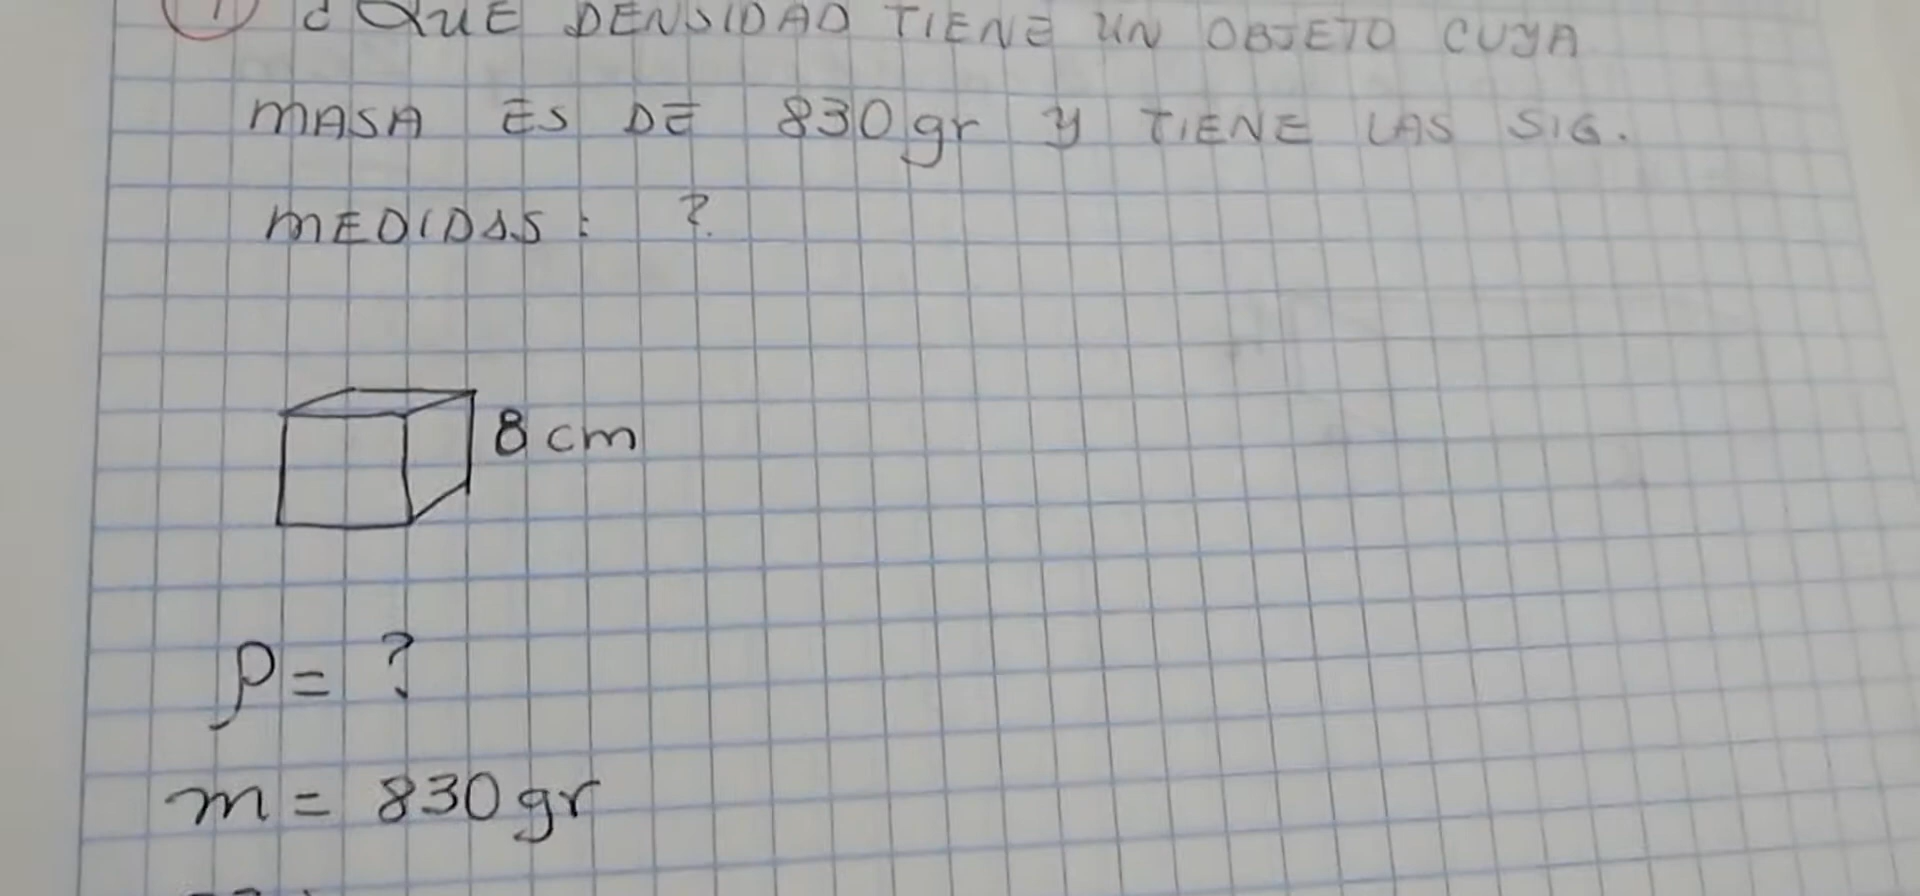 1 ¿QUE DENSIDAD TIENE UN OBJETO CUYA
MASA ES DE 830 gr y TIENE LAS SIG.
MEDIDAS: ?
8 cm
ρ = ?
m = 830 gr